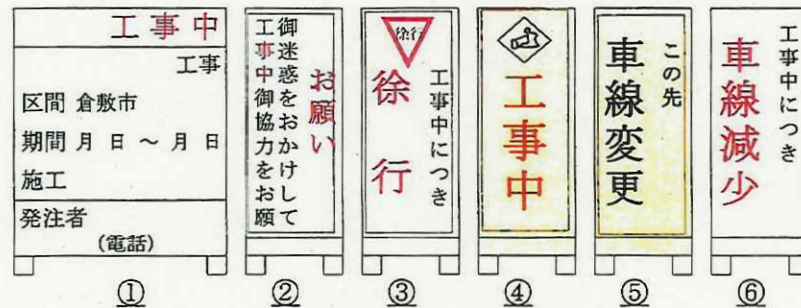 工事中
工事
区間 倉敷市
期間 月 日 ～ 月 日
施工
発注者
(電話)
①
お願い
御迷惑をおかけして
工事中御協力をお願
②
徐行
工事中につき
徐行
③
工事中
④
この先
車線変更
⑤
工事中につき
車線減少
⑥